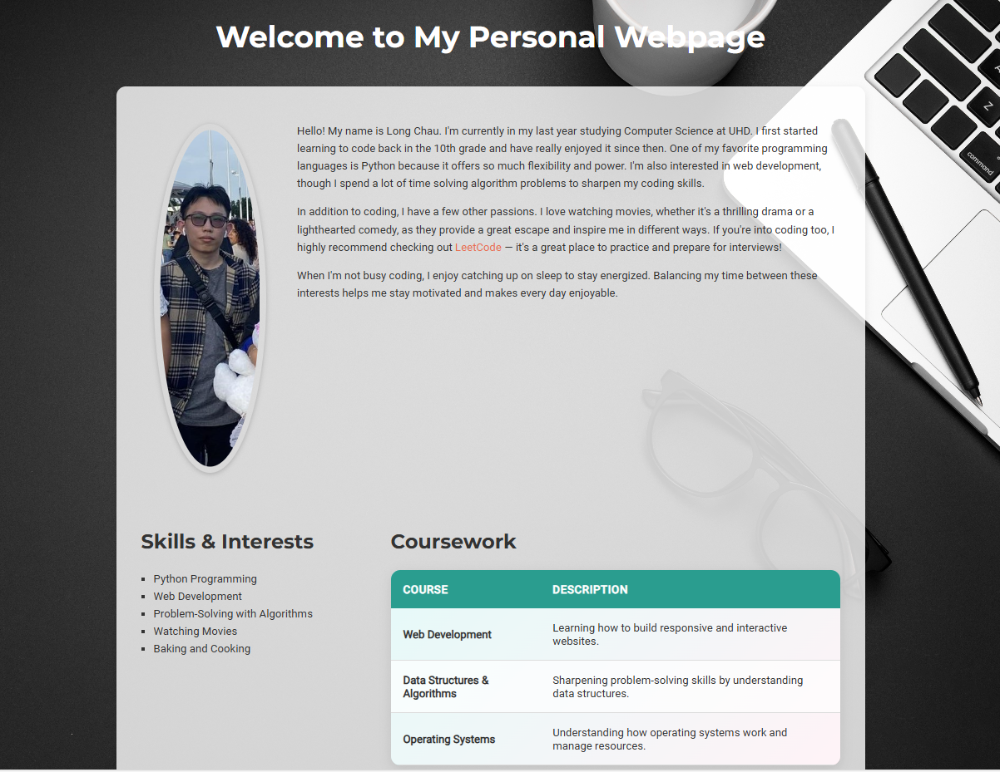 Welcome to My Personal Webpage
Hello! My name is Long Chau. I'm currently in my last year studying Computer Science at UHD. I first started
learning to code back in the 10th grade and have really enjoyed it since then. One of my favorite programming
languages is Python because it offers so much flexibility and power. I'm also interested in web development,
though I spend a lot of time solving algorithm problems to sharpen my coding skills.
In addition to coding, I have a few other passions. I love watching movies, whether it's a thrilling drama or a
lighthearted comedy, as they provide a great escape and inspire me in different ways. If you're into coding too, I
highly recommend checking out LeetCode — it's a great place to practice and prepare for interviews!
When I'm not busy coding, I enjoy catching up on sleep to stay energized. Balancing my time between these
interests helps me stay motivated and makes every day enjoyable.
Skills & Interests
Python Programming
Web Development
Problem-Solving with Algorithms
Watching Movies
Baking and Cooking
Coursework
COURSE DESCRIPTION
Web Development
Learning how to build responsive and interactive
websites.
Data Structures &
Algorithms
Sharpening problem-solving skills by understanding
data structures.
Operating Systems
Understanding how operating systems work and
manage resources.
A
Z
command